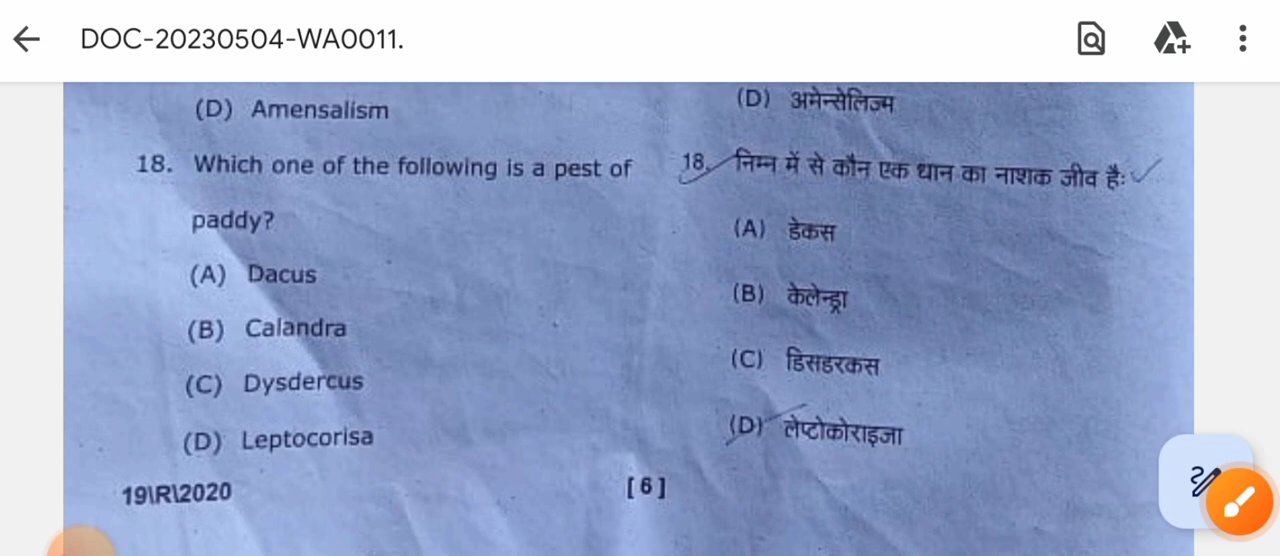 DOC-20230504-WA0011.
(D) Amensalism
18. Which one of the following is a pest of
paddy?
(A) Dacus
(B) Calandra
(C) Dysdercus
(D) Leptocorisa
19\R\2020
[ 6 ]
(D) अमेन्सेलिज्म
18. निम्न में से कौन एक धान का नाशक जीव हैः
(A) डेकस
(B) केलेन्ड्रा
(C) डिसडरकस
(D) लेप्टोकोराइजा